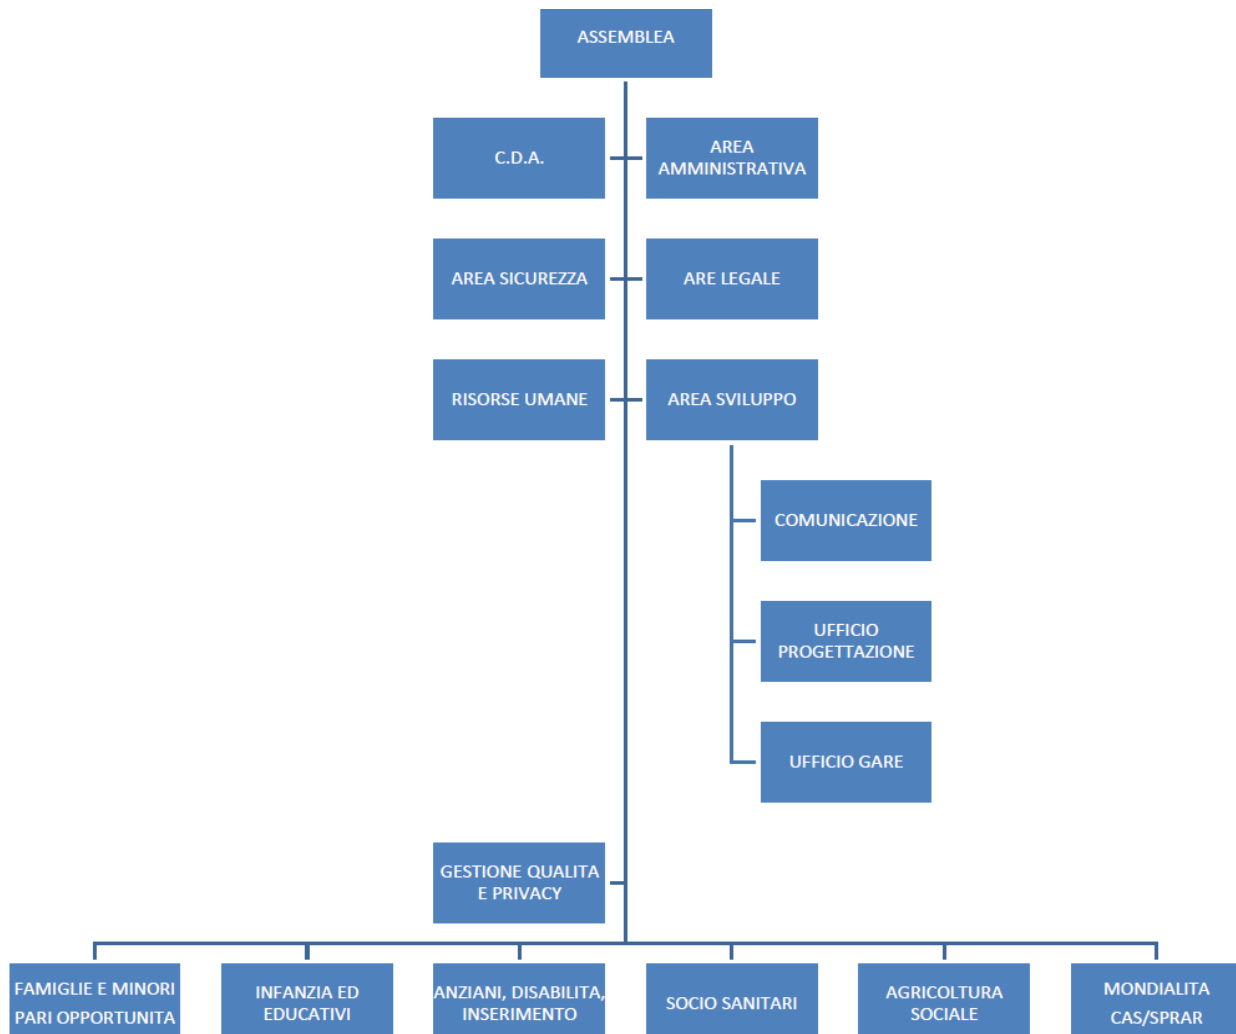 ASSEMBLEA
C.D.A.
AREA
AMMINISTRATIVA
AREA SICUREZZA
ARE LEGALE
RISORSE UMANE
AREA SVILUPPO
COMUNICAZIONE
UFFICIO
PROGETTAZIONE
UFFICIO GARE
GESTIONE QUALITA
E PRIVACY
FAMIGLIE E MINORI
PARI OPPORTUNITA
INFANZIA ED
EDUCATIVI
ANZIANI, DISABILITA,
INSERIMENTO
SOCIO SANITARI
AGRICOLTURA
SOCIALE
MONDIALITA
CAS/SPRAR